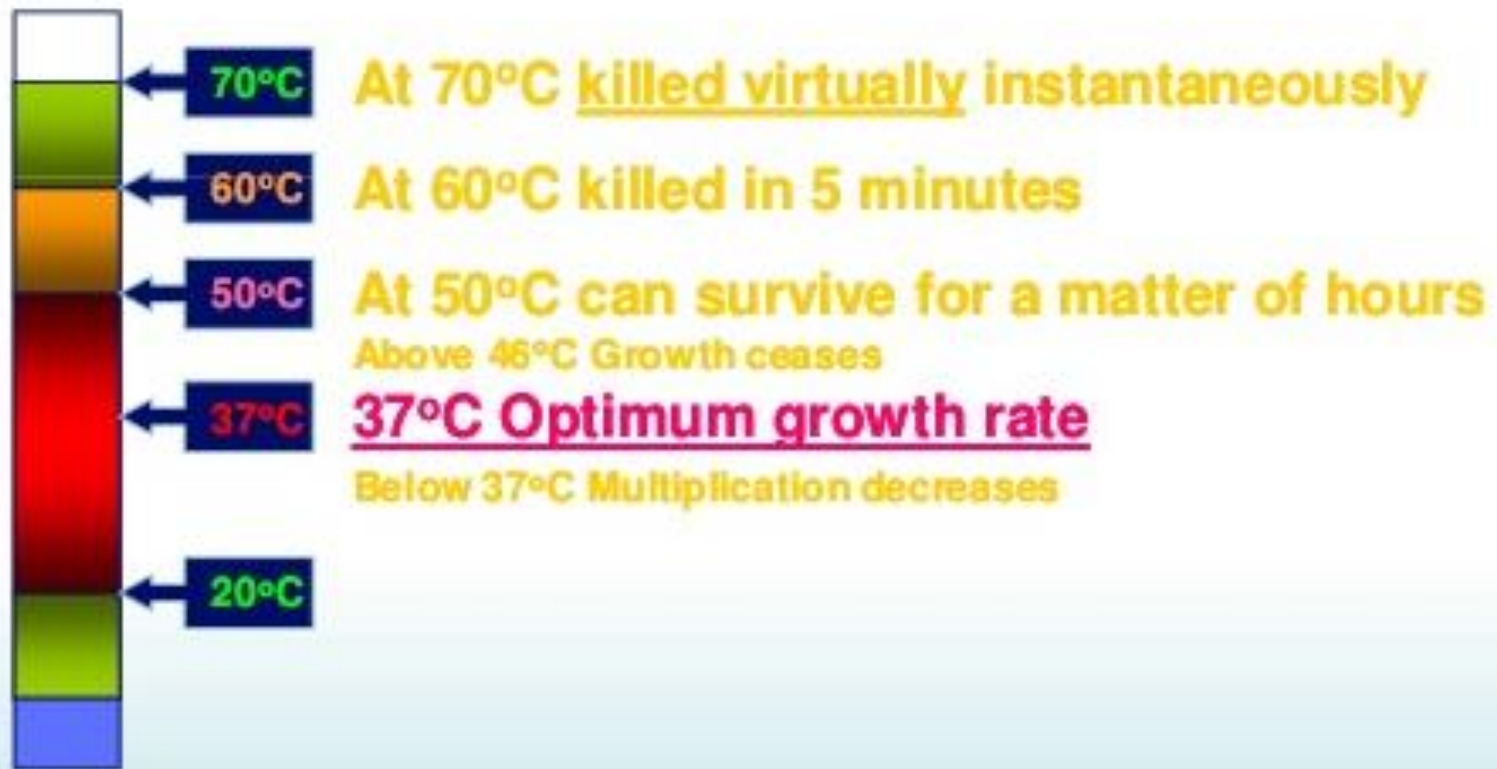 70°C At 70°C killed virtually instantaneously
60°C At 60°C killed in 5 minutes
50°C At 50°C can survive for a matter of hours
Above 46°C Growth ceases
37°C 37°C Optimum growth rate
Below 37°C Multiplication decreases
20°C